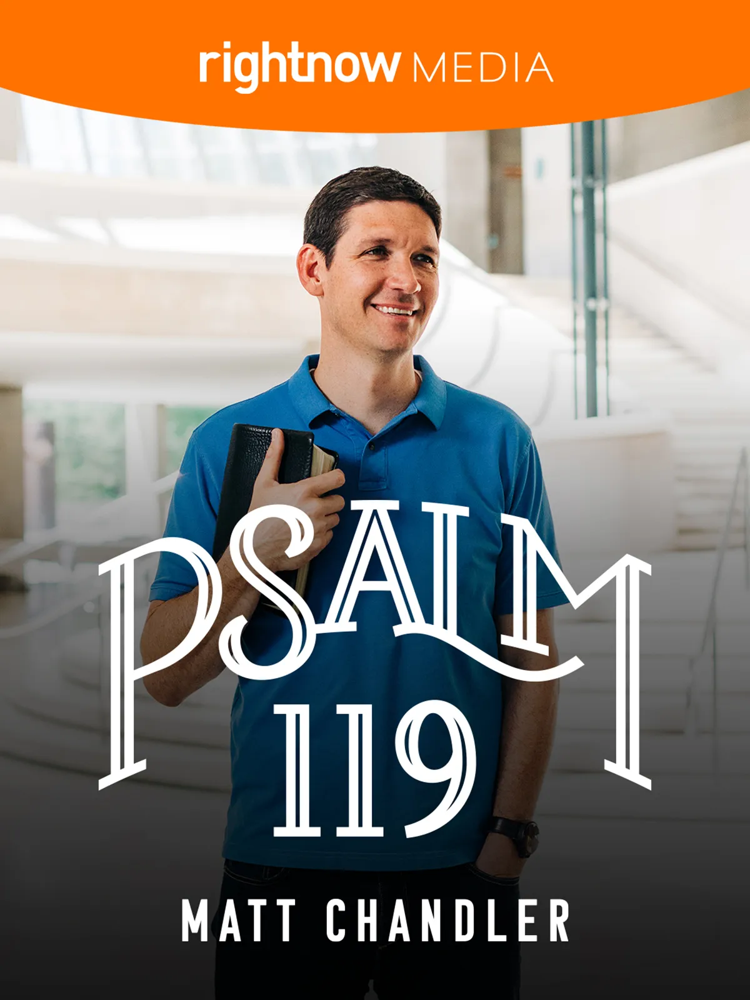 rightnow MEDIA
PSALM
119
MATT CHANDLER